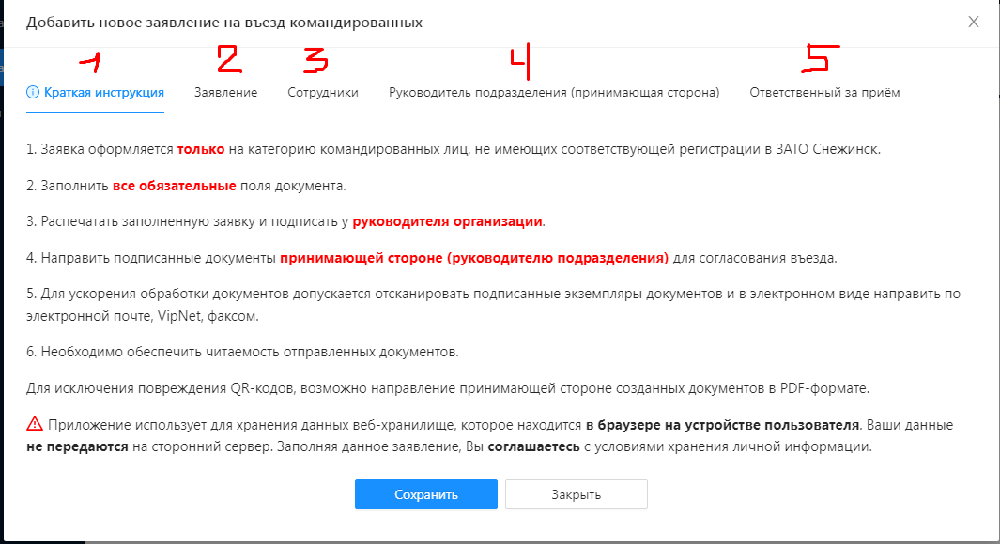 Добавить новое заявление на въезд командированных
1 2 3 4 5
Краткая инструкция Заявление Сотрудники Руководитель подразделения (принимающая сторона) Ответственный за приём
1. Заявка оформляется только на категорию командированных лиц, не имеющих соответствующей регистрации в ЗАТО Снежинск.
2. Заполнить все обязательные поля документа.
3. Распечатать заполненную заявку и подписать у руководителя организации.
4. Направить подписанные документы принимающей стороне (руководителю подразделения) для согласования въезда.
5. Для ускорения обработки документов допускается отсканировать подписанные экземпляры документов и в электронном виде направить по
электронной почте, VipNet, факсом.
6. Необходимо обеспечить читаемость отправленных документов.
Для исключения повреждения QR-кодов, возможно направление принимающей стороне созданных документов в PDF-формате.
Приложение использует для хранения данных веб-хранилище, которое находится в браузере на устройстве пользователя. Ваши данные
не передаются на сторонний сервер. Заполняя данное заявление, Вы соглашаетесь с условиями хранения личной информации.
Сохранить Закрыть